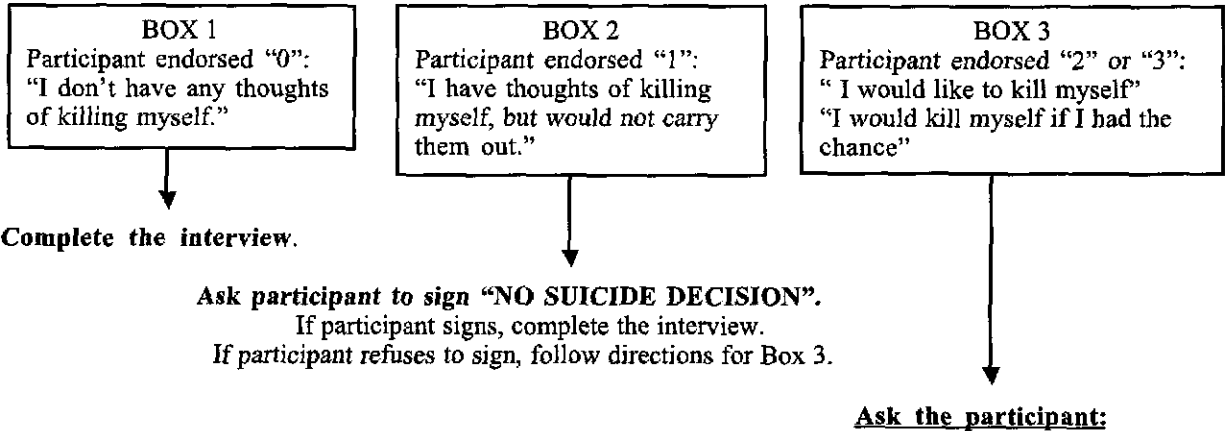 BOX 1
Participant endorsed “0”:
“I don’t have any thoughts
of killing myself.”
BOX 2
Participant endorsed “1”:
“I have thoughts of killing
myself, but would not carry
them out.”
BOX 3
Participant endorsed “2” or “3”:
“ I would like to kill myself”
“I would kill myself if I had the
chance”
Complete the interview.
Ask participant to sign “NO SUICIDE DECISION”.
If participant signs, complete the interview.
If participant refuses to sign, follow directions for Box 3.
Ask the participant: